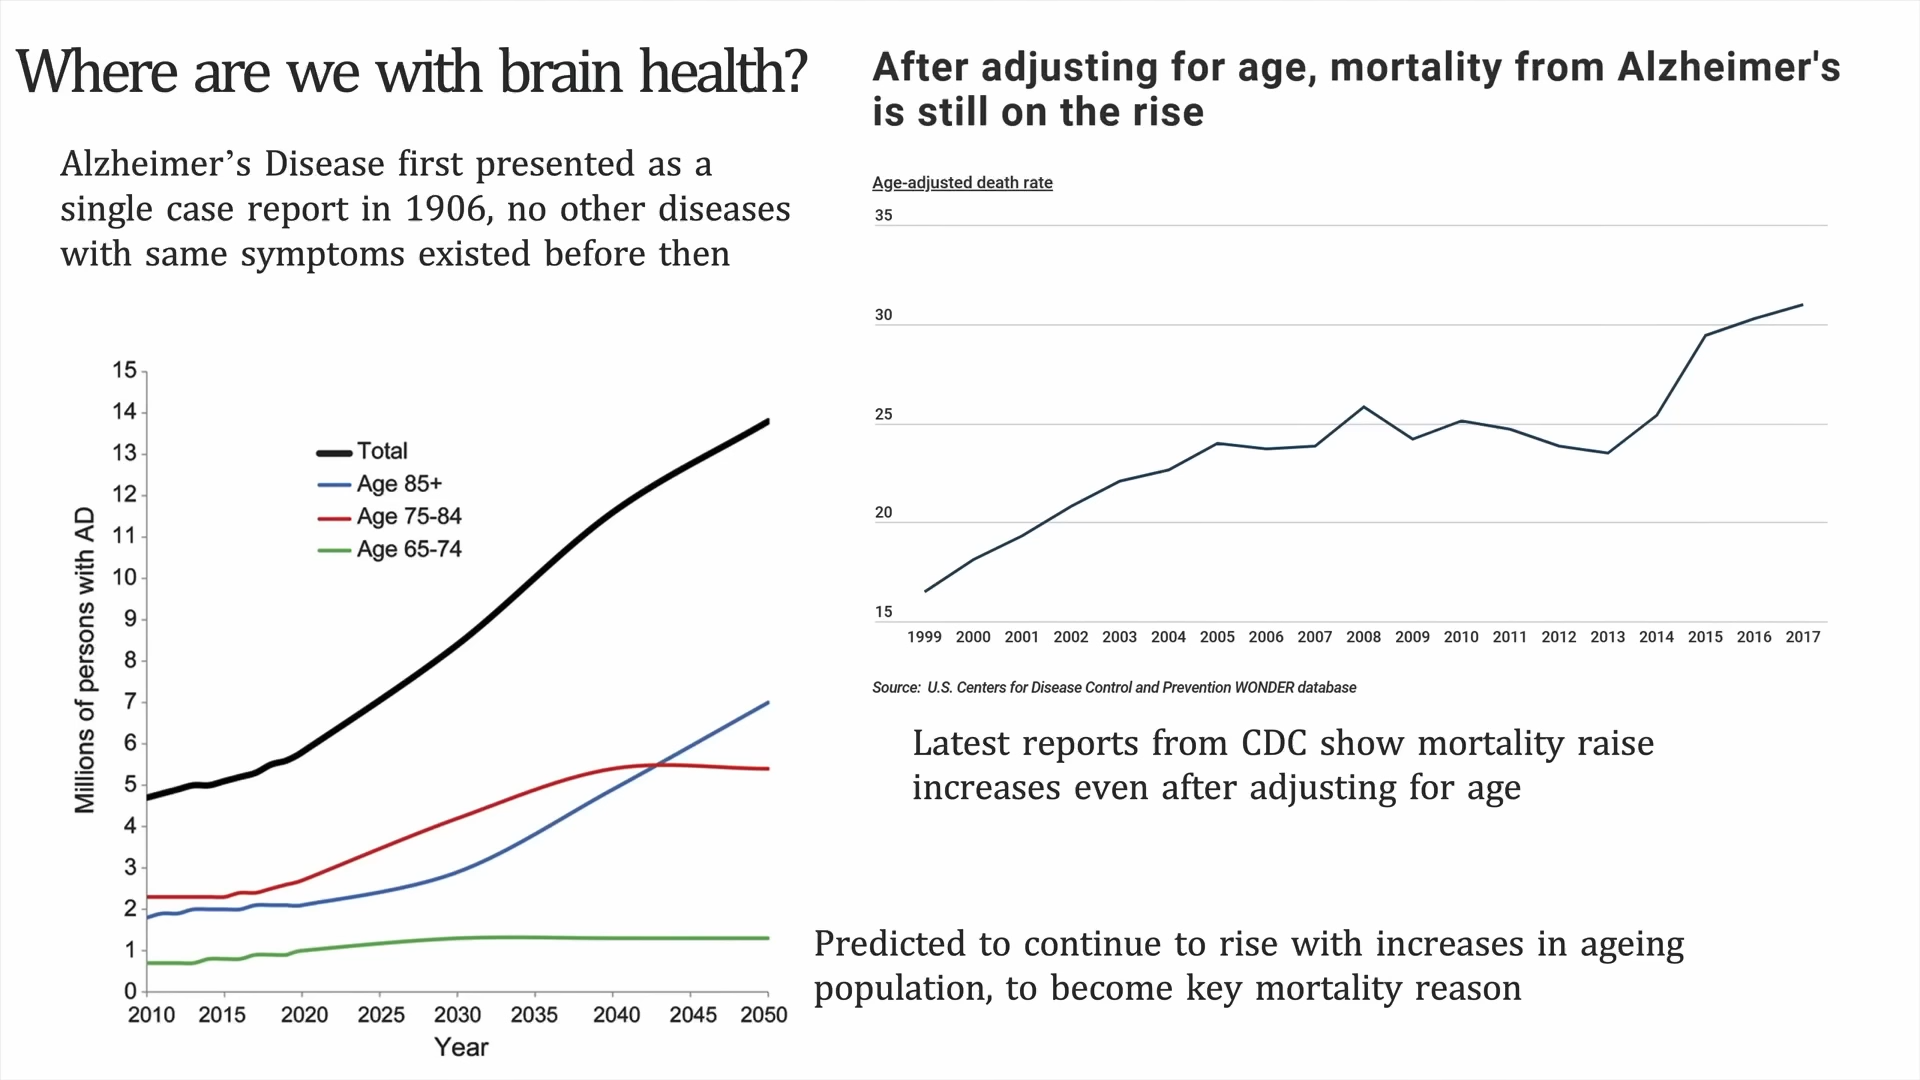 Where are we with brain health?
Alzheimer’s Disease first presented as a
single case report in 1906, no other diseases
with same symptoms existed before then
15
14
13
12
11
10
9
8
7
6
5
4
3
2
1
0
Millions of persons with AD
Total
Age 85+
Age 75-84
Age 65-74
2010 2015 2020 2025 2030 2035 2040 2045 2050
Year
After adjusting for age, mortality from Alzheimer's
is still on the rise
Age-adjusted death rate
35
30
25
20
15
1999 2000 2001 2002 2003 2004 2005 2006 2007 2008 2009 2010 2011 2012 2013 2014 2015 2016 2017
Source: U.S. Centers for Disease Control and Prevention WONDER database
Latest reports from CDC show mortality raise
increases even after adjusting for age
Predicted to continue to rise with increases in ageing
population, to become key mortality reason